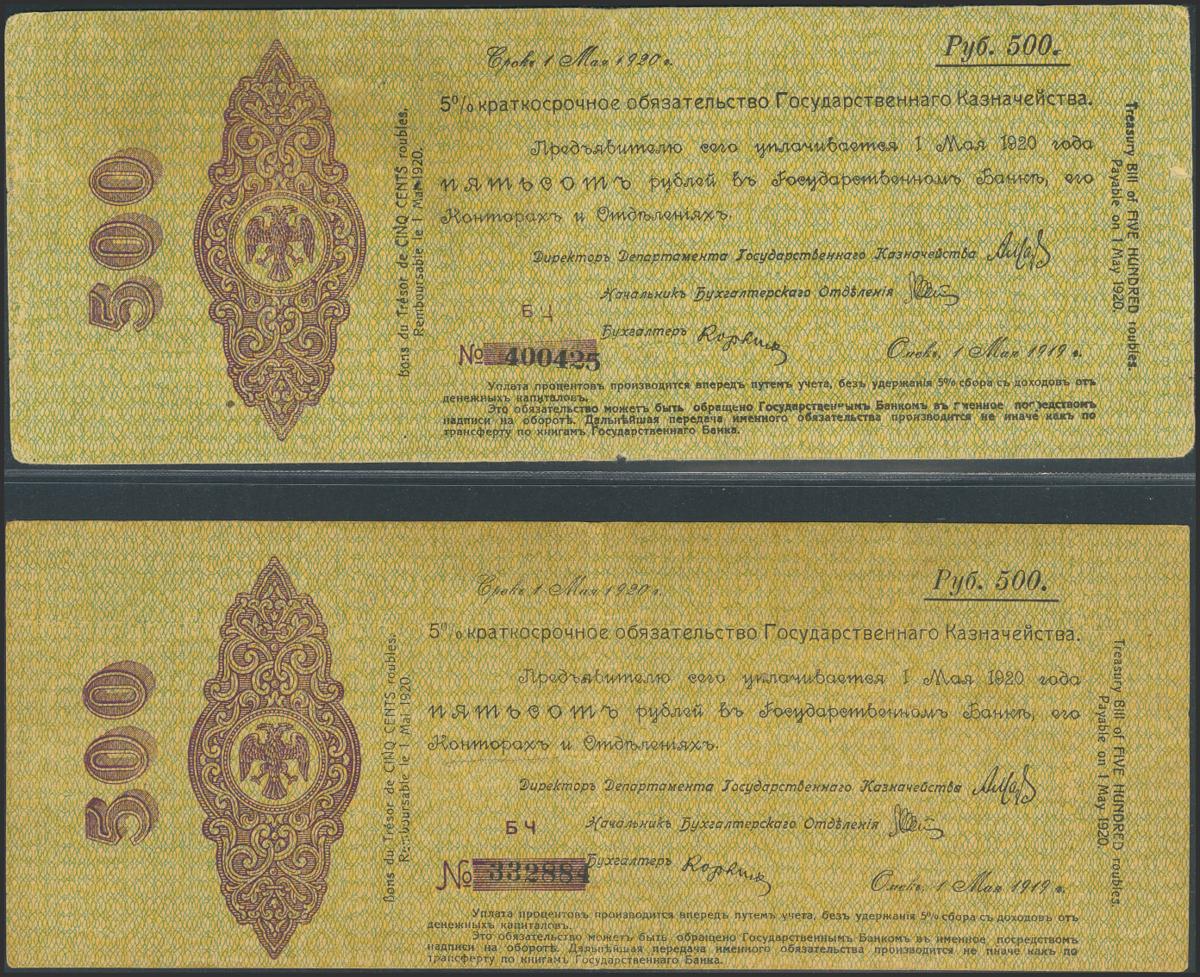 500
Bons du Trésor de CINQ CENTS roubles.
Remboursable le 1 Mai 1920.
Срокъ 1 Мая 1920 г.
Руб. 500.
5% краткосрочное обязательство Государственнаго Казначейства.
Предъявителю сего уплачивается 1 Мая 1920 года
ПЯТЬСОТЪ рублей въ Государственномъ Банкѣ, его
Конторахъ и Отдѣленіяхъ.
Директоръ Департамента Государственнаго Казначейства
Начальникъ Бухгалтерскаго Отдѣленія
БЦ
Бухгалтеръ
№ 400425
Омскъ, 1 Мая 1919 г.
Уплата процентовъ производится впередъ путемъ учета, безъ удержанія 5% сбора съ доходовъ отъ
денежныхъ капиталовъ.
Это обязательство можетъ быть обращено Государственнымъ Банкомъ въ именное посредствомъ
надписи на оборотѣ. Дальнѣйшая передача именного обязательства производится не иначе какъ по
трансферту по книгамъ Государственнаго Банка.
Treasury Bill of FIVE HUNDRED roubles.
Payable on 1 May 1920.
500
Bons du Trésor de CINQ CENTS roubles.
Remboursable le 1 Mai 1920
Срокъ 1 Мая 1920 г.
Руб. 500.
5% краткосрочное обязательство Государственнаго Казначейства.
Предъявителю сего уплачивается 1 Мая 1920 года
ПЯТЬСОТЪ рублей въ Государственномъ Банкѣ, его
Конторахъ и Отдѣленіяхъ.
Директоръ Департамента Государственнаго Казначейства
БЧ
Начальникъ Бухгалтерскаго Отдѣленія
Бухгалтеръ
№ 332884
Омскъ, 1 Мая 1919 г.
Уплата процентовъ производится впередъ путемъ учета, безъ удержанія 5% сбора съ доходовъ отъ
денежныхъ капиталовъ.
Это обязательство можетъ быть обращено Государственнымъ Банкомъ въ именное посредствомъ
надписи на оборотѣ. Дальнѣйшая передача именного обязательства производится не иначе какъ по
трансферту по книгамъ Государственнаго Банка.
Treasury Bill of FIVE HUNDRED roubles.
Payable on 1 May 1920